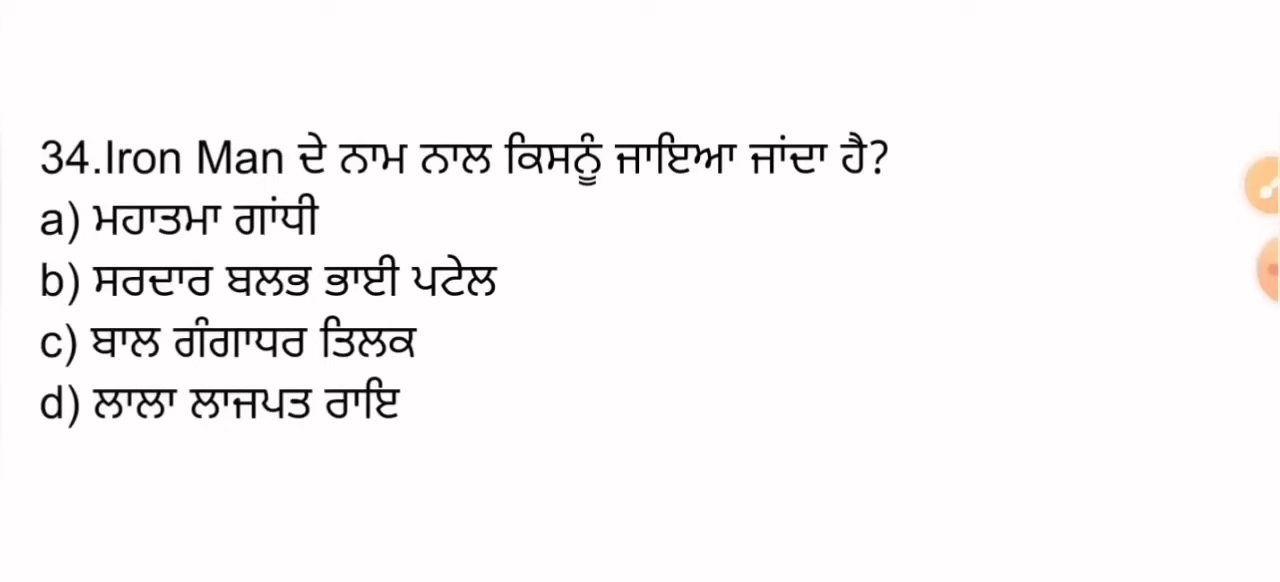 34.Iron Man ਦੇ ਨਾਮ ਨਾਲ ਕਿਸਨੂੰ ਜਾਇਆ ਜਾਂਦਾ ਹੈ?
a) ਮਹਾਤਮਾ ਗਾਂਧੀ
b) ਸਰਦਾਰ ਬਲਭ ਭਾਈ ਪਟੇਲ
c) ਬਾਲ ਗੰਗਾਧਰ ਤਿਲਕ
d) ਲਾਲਾ ਲਾਜਪਤ ਰਾਇ